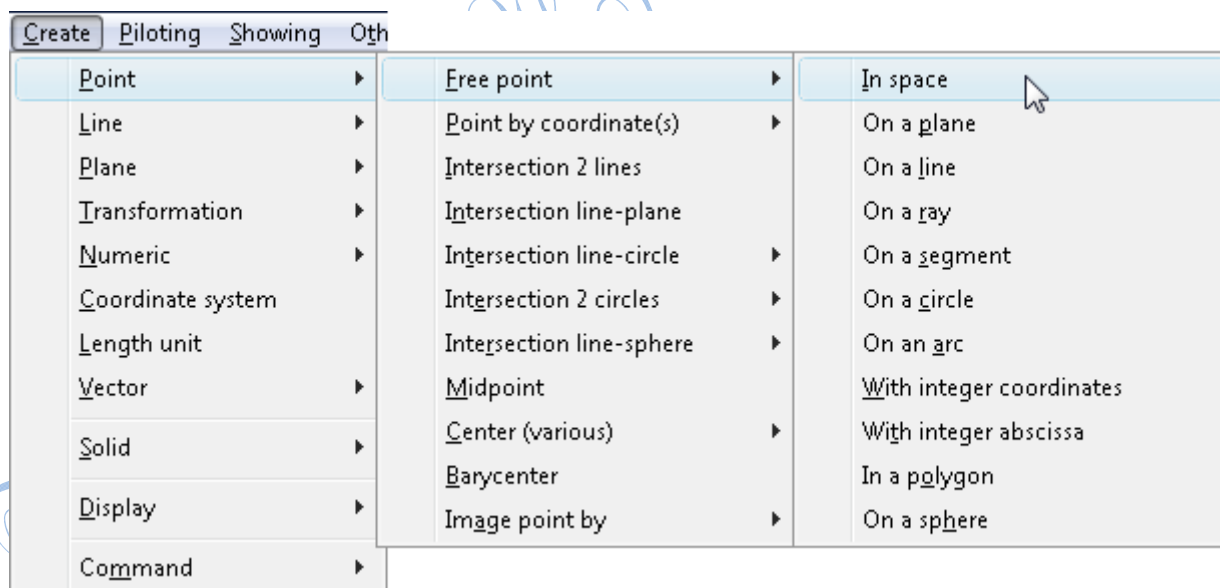 Create Piloting Showing Oth
Point
Line
Plane
Transformation
Numeric
Coordinate system
Length unit
Vector
Solid
Display
Command
Free point
Point by coordinate(s)
Intersection 2 lines
Intersection line-plane
Intersection line-circle
Intersection 2 circles
Intersection line-sphere
Midpoint
Center (various)
Barycenter
Image point by
In space
On a plane
On a line
On a ray
On a segment
On a circle
On an arc
With integer coordinates
With integer abscissa
In a polygon
On a sphere